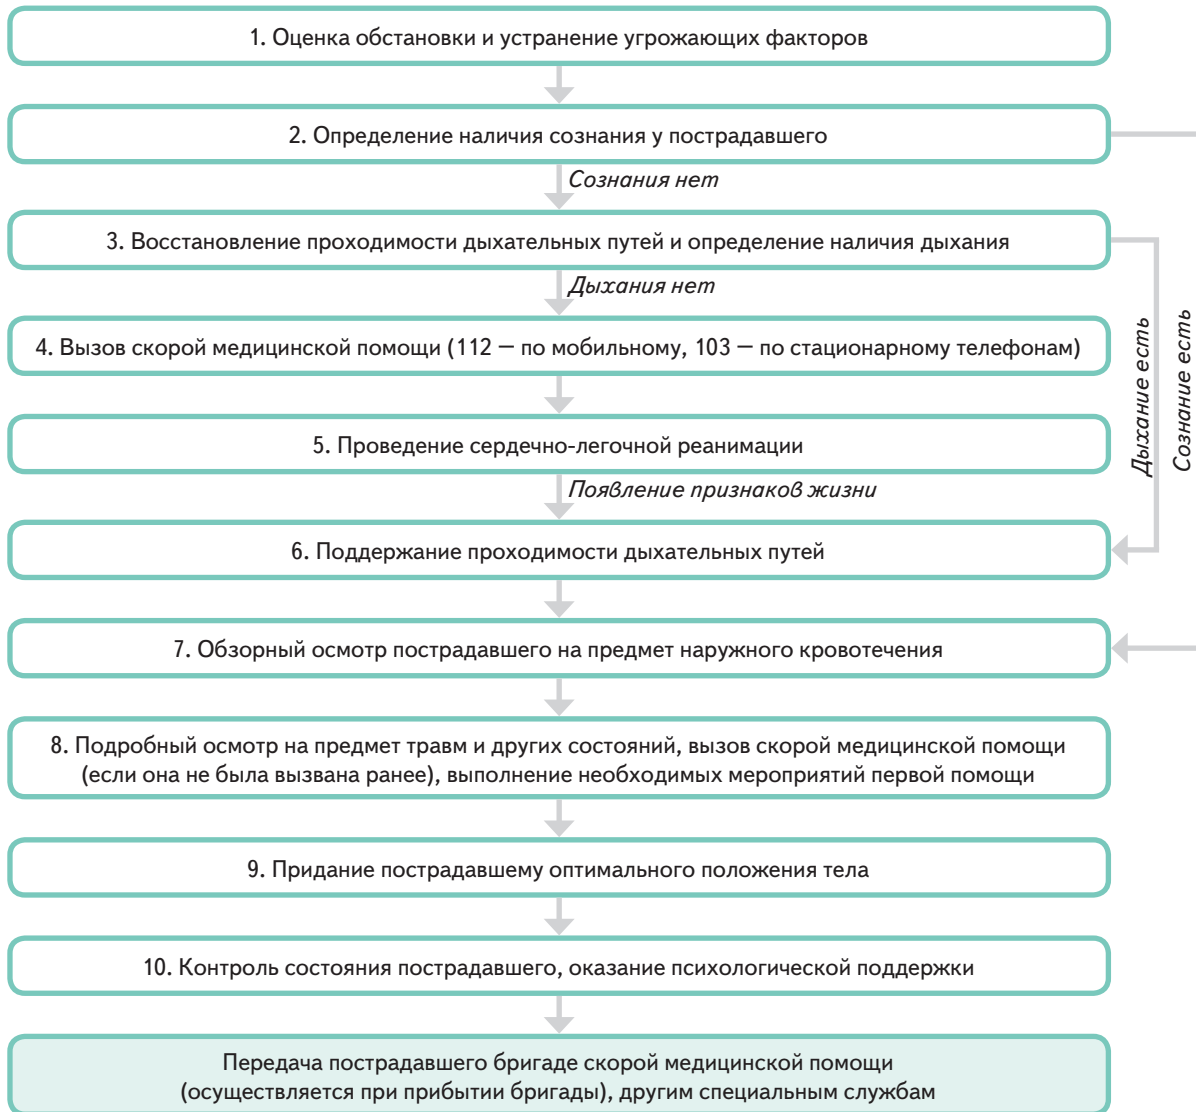 1. Оценка обстановки и устранение угрожающих факторов
2. Определение наличия сознания у пострадавшего
Сознания нет
3. Восстановление проходимости дыхательных путей и определение наличия дыхания
Дыхания нет
4. Вызов скорой медицинской помощи (112 — по мобильному, 103 — по стационарному телефонам)
5. Проведение сердечно-легочной реанимации
Появление признаков жизни
Дыхание есть
Сознание есть
6. Поддержание проходимости дыхательных путей
7. Обзорный осмотр пострадавшего на предмет наружного кровотечения
8. Подробный осмотр на предмет травм и других состояний, вызов скорой медицинской помощи
(если она не была вызвана ранее), выполнение необходимых мероприятий первой помощи
9. Придание пострадавшему оптимального положения тела
10. Контроль состояния пострадавшего, оказание психологической поддержки
Передача пострадавшего бригаде скорой медицинской помощи
(осуществляется при прибытии бригады), другим специальным службам